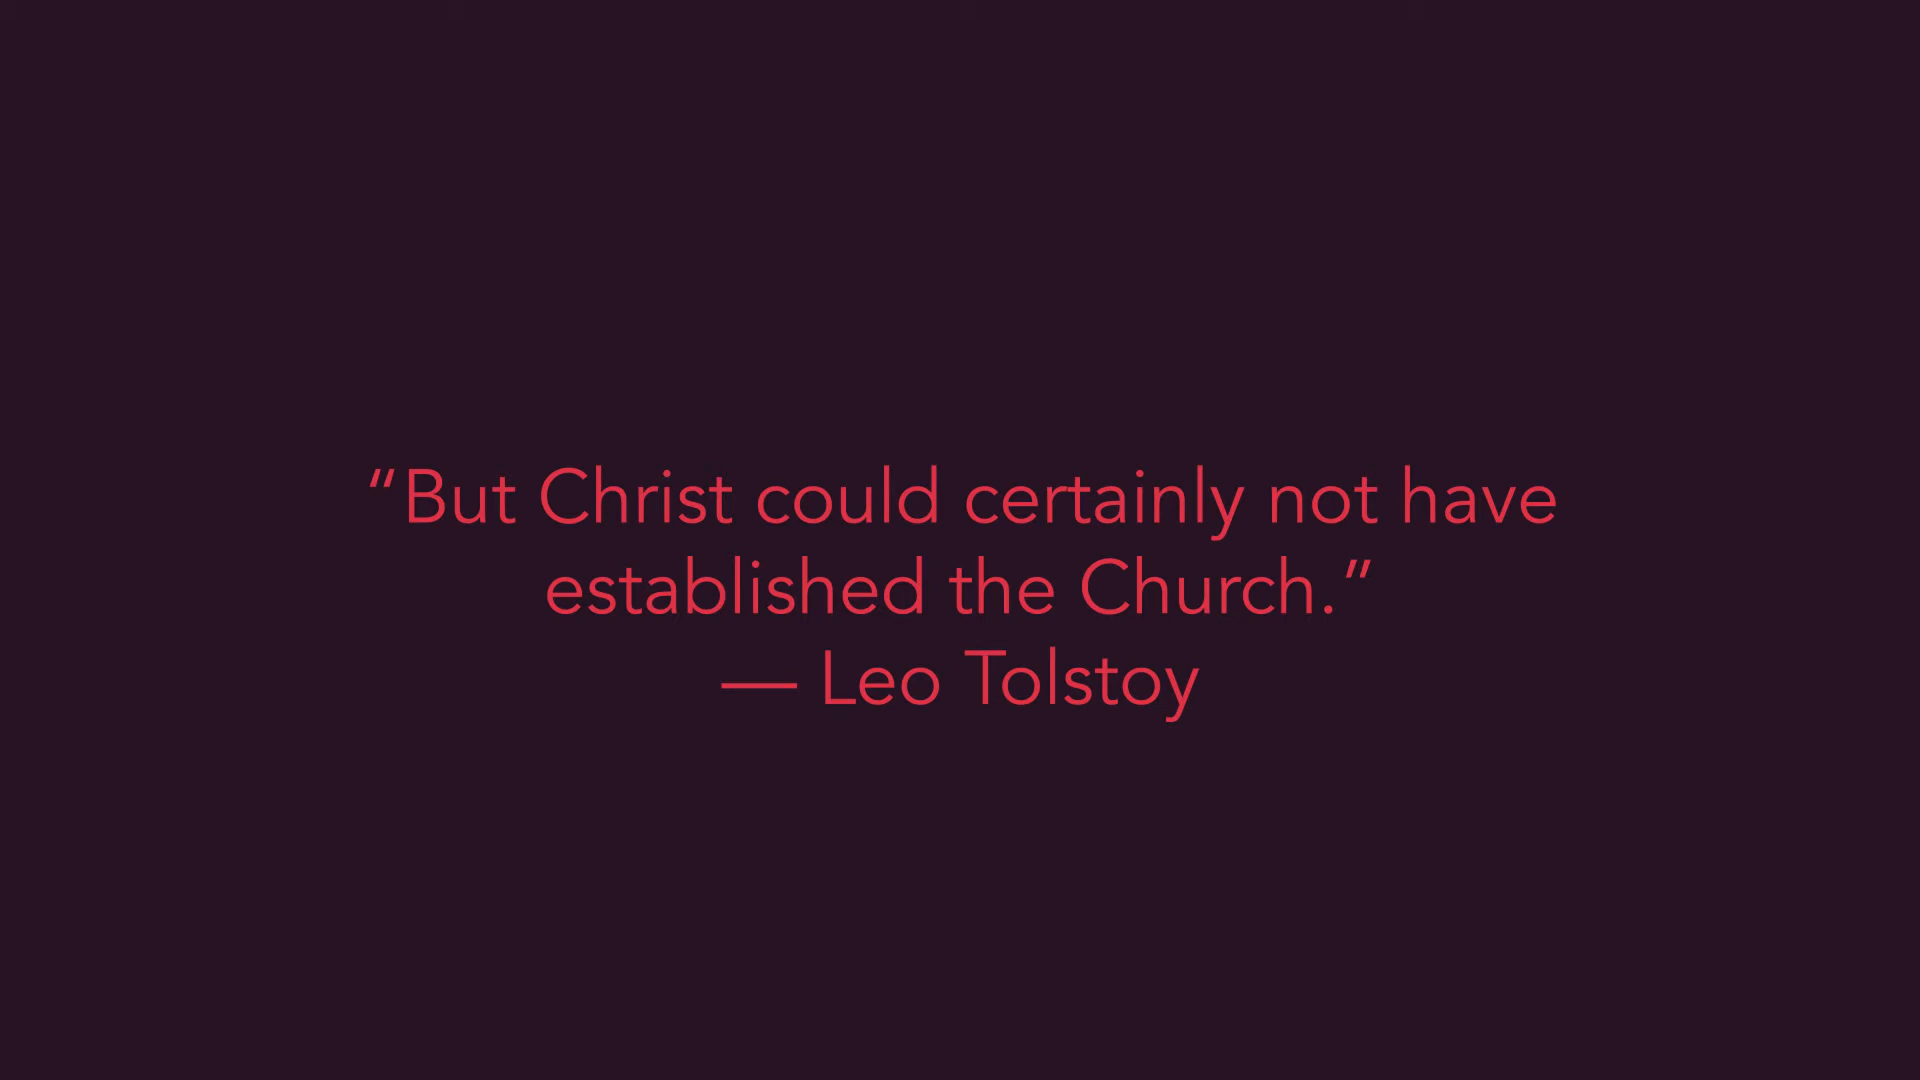 “But Christ could certainly not have
established the Church.”
— Leo Tolstoy